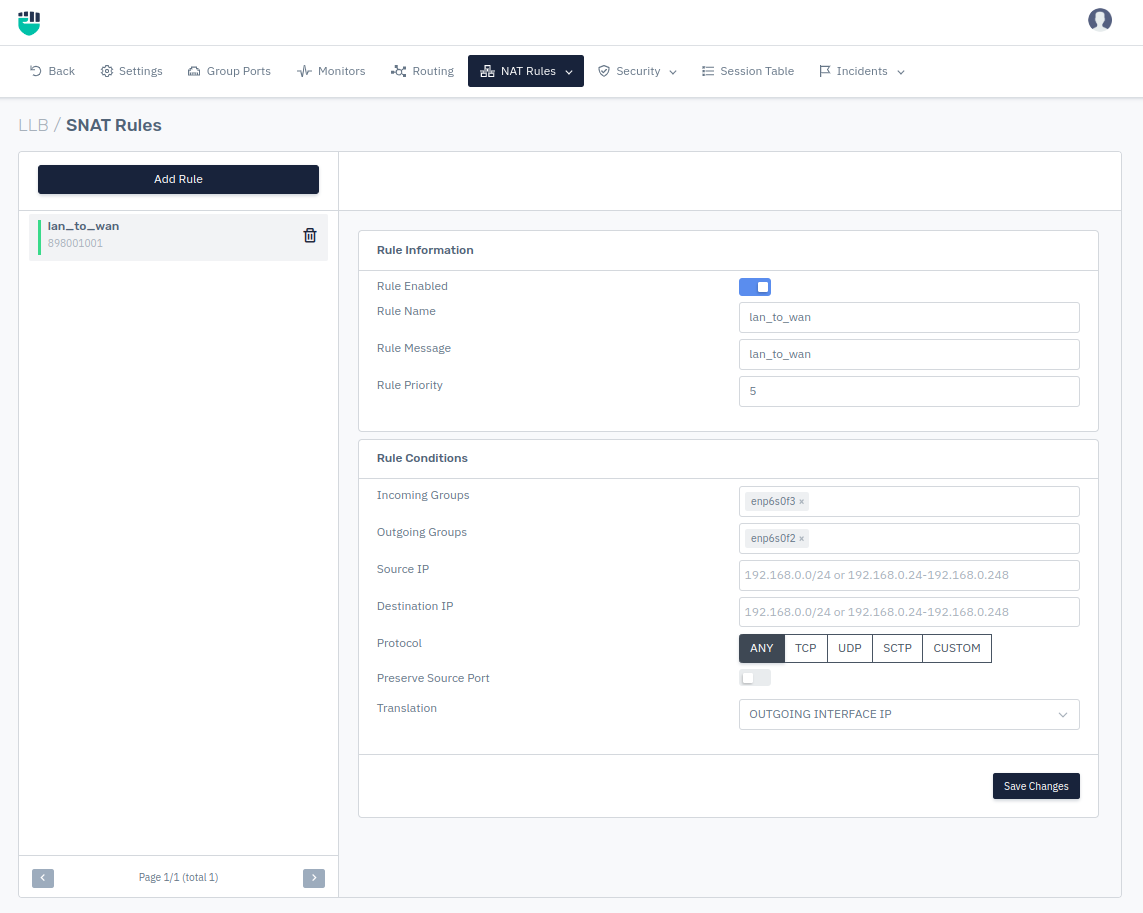 Back Settings Group Ports Monitors Routing NAT Rules Security Session Table Incidents
LLB / SNAT Rules
Add Rule
lan_to_wan
898001001
Rule Information
Rule Enabled
Rule Name lan_to_wan
Rule Message lan_to_wan
Rule Priority 5
Rule Conditions
Incoming Groups enp6s0f3 ×
Outgoing Groups enp6s0f2 ×
Source IP 192.168.0.0/24 or 192.168.0.24-192.168.0.248
Destination IP 192.168.0.0/24 or 192.168.0.24-192.168.0.248
Protocol ANY TCP UDP SCTP CUSTOM
Preserve Source Port
Translation OUTGOING INTERFACE IP
Save Changes
Page 1/1 (total 1)